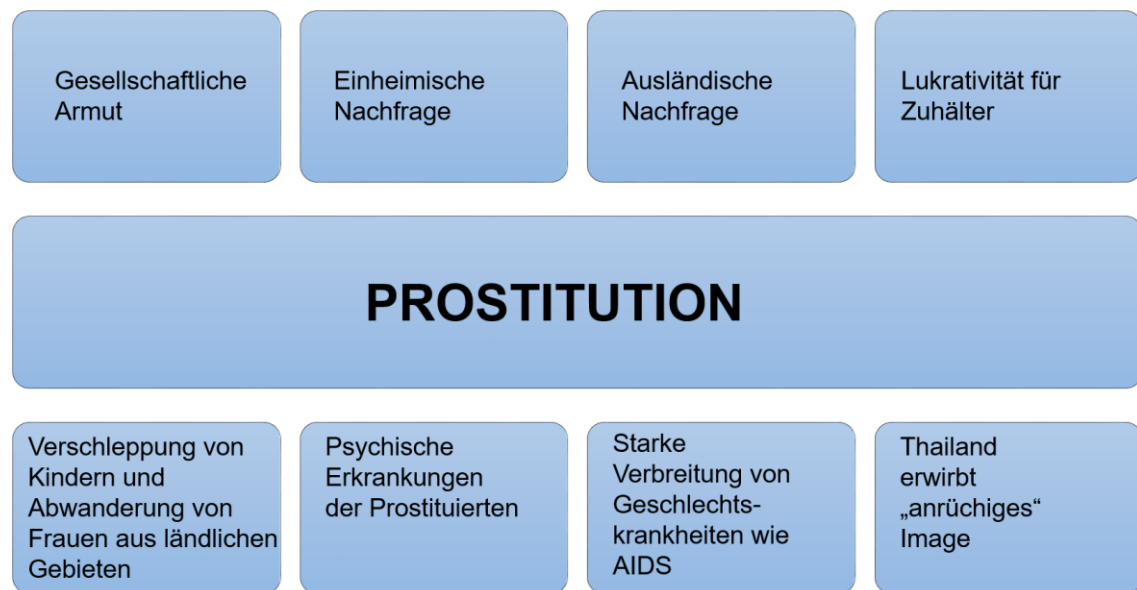 Gesellschaftliche
Armut
Einheimische
Nachfrage
Ausländische
Nachfrage
Lukrativität für
Zuhälter
PROSTITUTION
Verschleppung von
Kindern und
Abwanderung von
Frauen aus ländlichen
Gebieten
Psychische
Erkrankungen
der Prostituierten
Starke
Verbreitung von
Geschlechts-
krankheiten wie
AIDS
Thailand
erwirbt
„anrüchiges“
Image